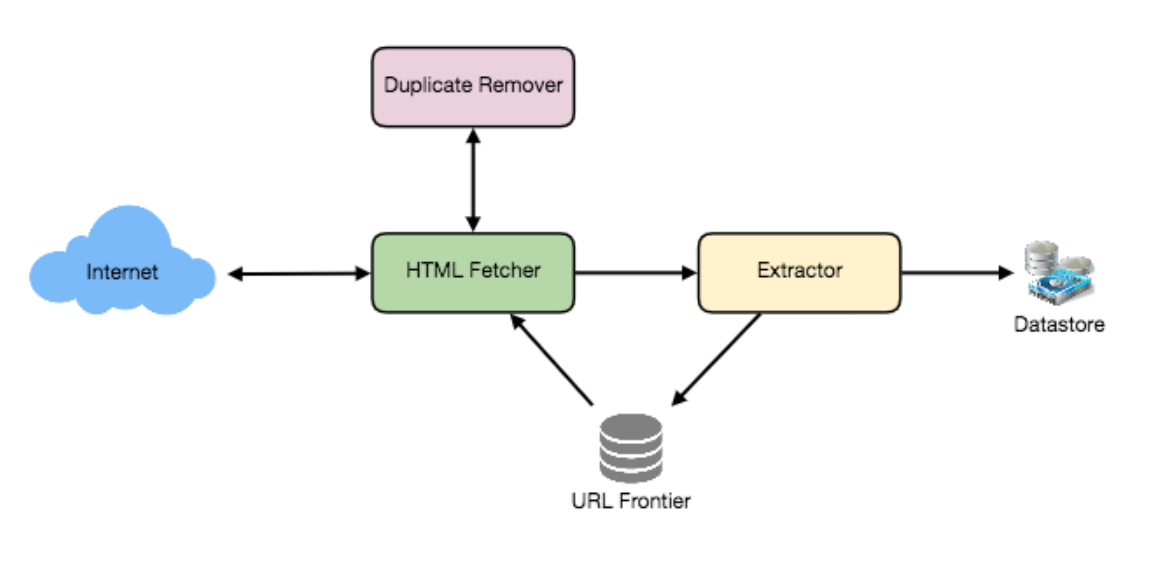 Duplicate Remover
Internet
HTML Fetcher
Extractor
Datastore
URL Frontier